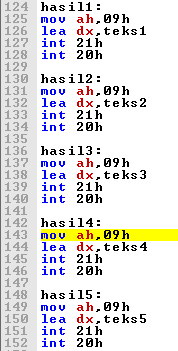 124 hasil1:
125 mov ah,09h
126 lea dx,teks1
127 int 21h
128 int 20h
129
130 hasil2:
131 mov ah,09h
132 lea dx,teks2
133 int 21h
134 int 20h
135
136 hasil3:
137 mov ah,09h
138 lea dx,teks3
139 int 21h
140 int 20h
141
142 hasil4:
143 mov ah,09h
144 lea dx,teks4
145 int 21h
146 int 20h
147
148 hasil5:
149 mov ah,09h
150 lea dx,teks5
151 int 21h
152 int 20h